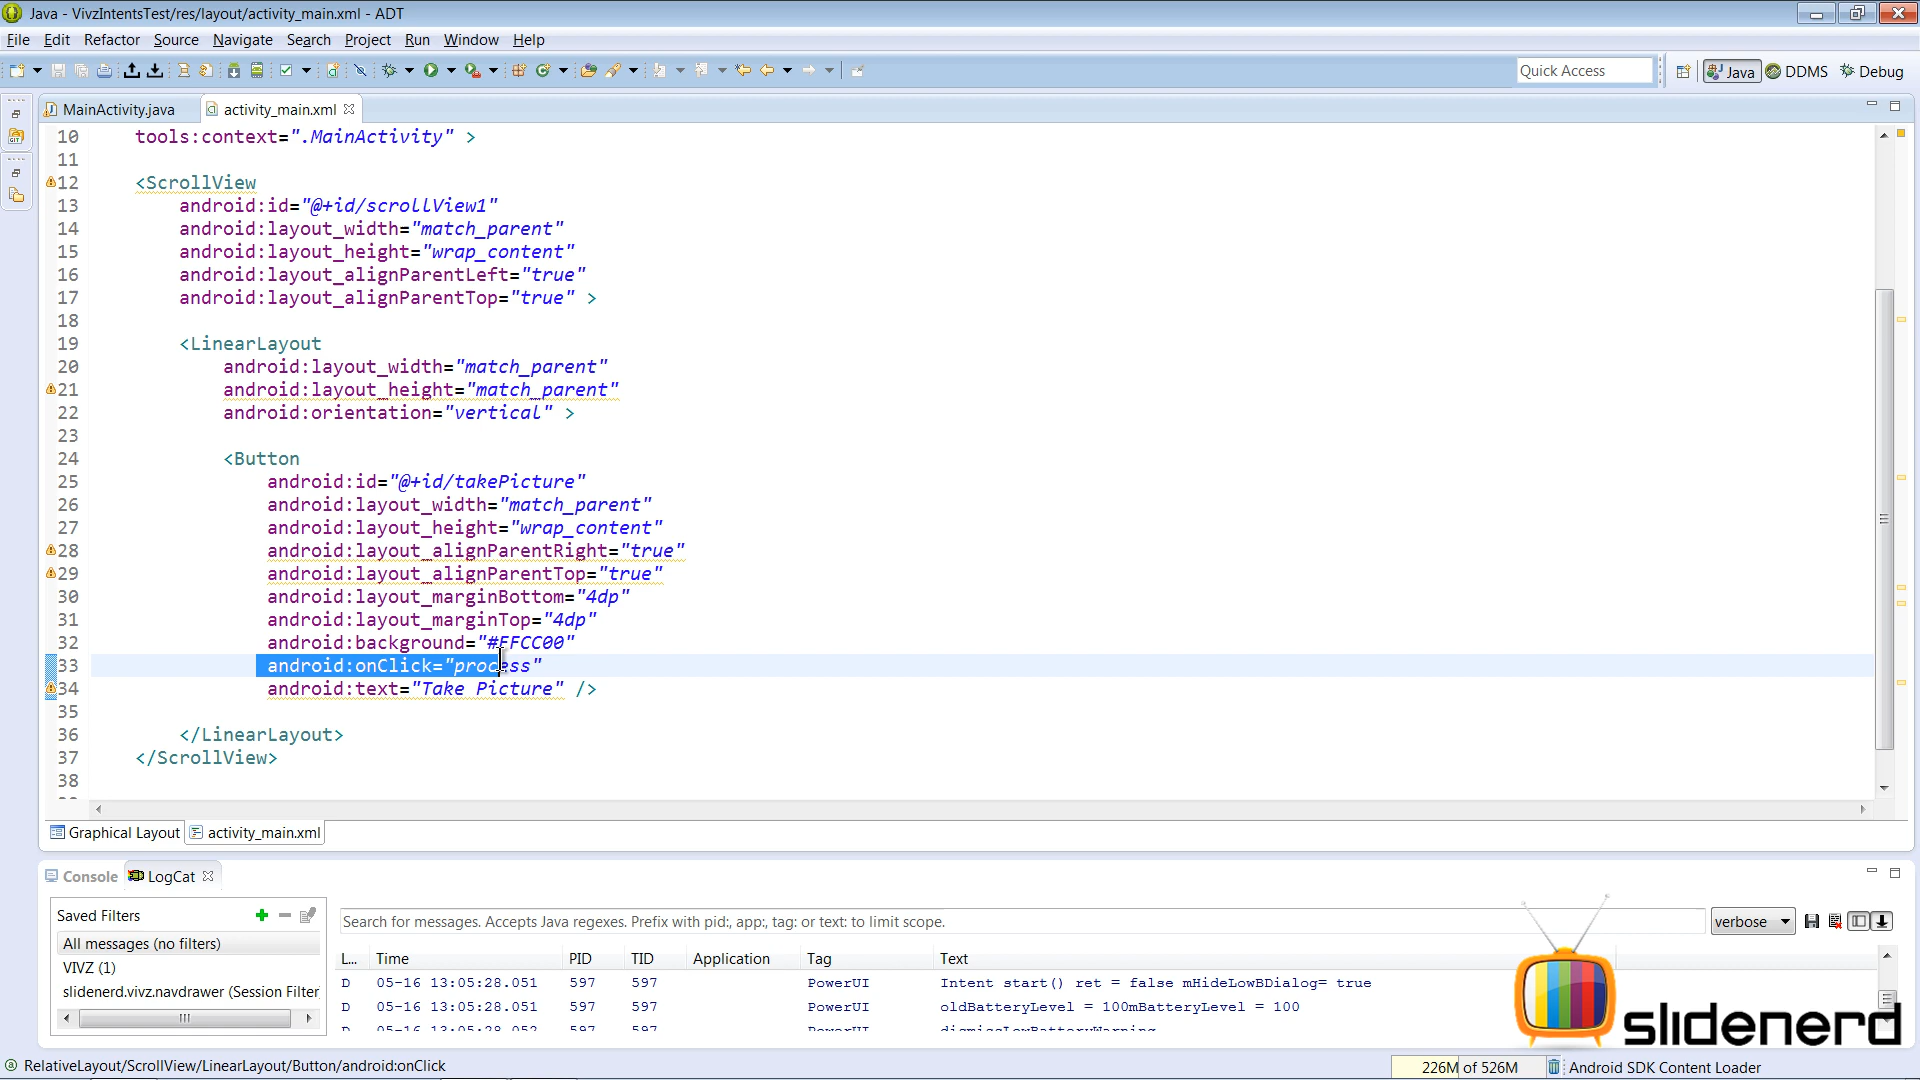 Java - VivzIntentsTest/res/layout/activity_main.xml - ADT
File Edit Refactor Source Navigate Search Project Run Window Help
Quick Access Java DDMS Debug
MainActivity.java activity_main.xml
10 tools:context=".MainActivity" >
11
12 <ScrollView
13 android:id="@+id/scrollView1"
14 android:layout_width="match_parent"
15 android:layout_height="wrap_content"
16 android:layout_alignParentLeft="true"
17 android:layout_alignParentTop="true" >
18
19 <LinearLayout
20 android:layout_width="match_parent"
21 android:layout_height="match_parent"
22 android:orientation="vertical" >
23
24 <Button
25 android:id="@+id/takePicture"
26 android:layout_width="match_parent"
27 android:layout_height="wrap_content"
28 android:layout_alignParentRight="true"
29 android:layout_alignParentTop="true"
30 android:layout_marginBottom="4dp"
31 android:layout_marginTop="4dp"
32 android:background="#FFCC00"
33 android:onClick="process"
34 android:text="Take Picture" />
35
36 </LinearLayout>
37 </ScrollView>
38
Graphical Layout activity_main.xml
Console LogCat
Saved Filters
Search for messages. Accepts Java regexes. Prefix with pid:, app:, tag: or text: to limit scope.
verbose
All messages (no filters)
VIVZ (1)
slidenerd.vivz.navdrawer (Session Filter
L... Time PID TID Application Tag Text
D 05-16 13:05:28.051 597 597 PowerUI Intent start() ret = false mHideLowBDialog= true
D 05-16 13:05:28.051 597 597 PowerUI oldBatteryLevel = 100mBatteryLevel = 100
D 05-16 13:05:28.052 597 597 PowerUI dismissLowBatteryWarning
slidenerd
RelativeLayout/ScrollView/LinearLayout/Button/android:onClick
226M of 526M
Android SDK Content Loader